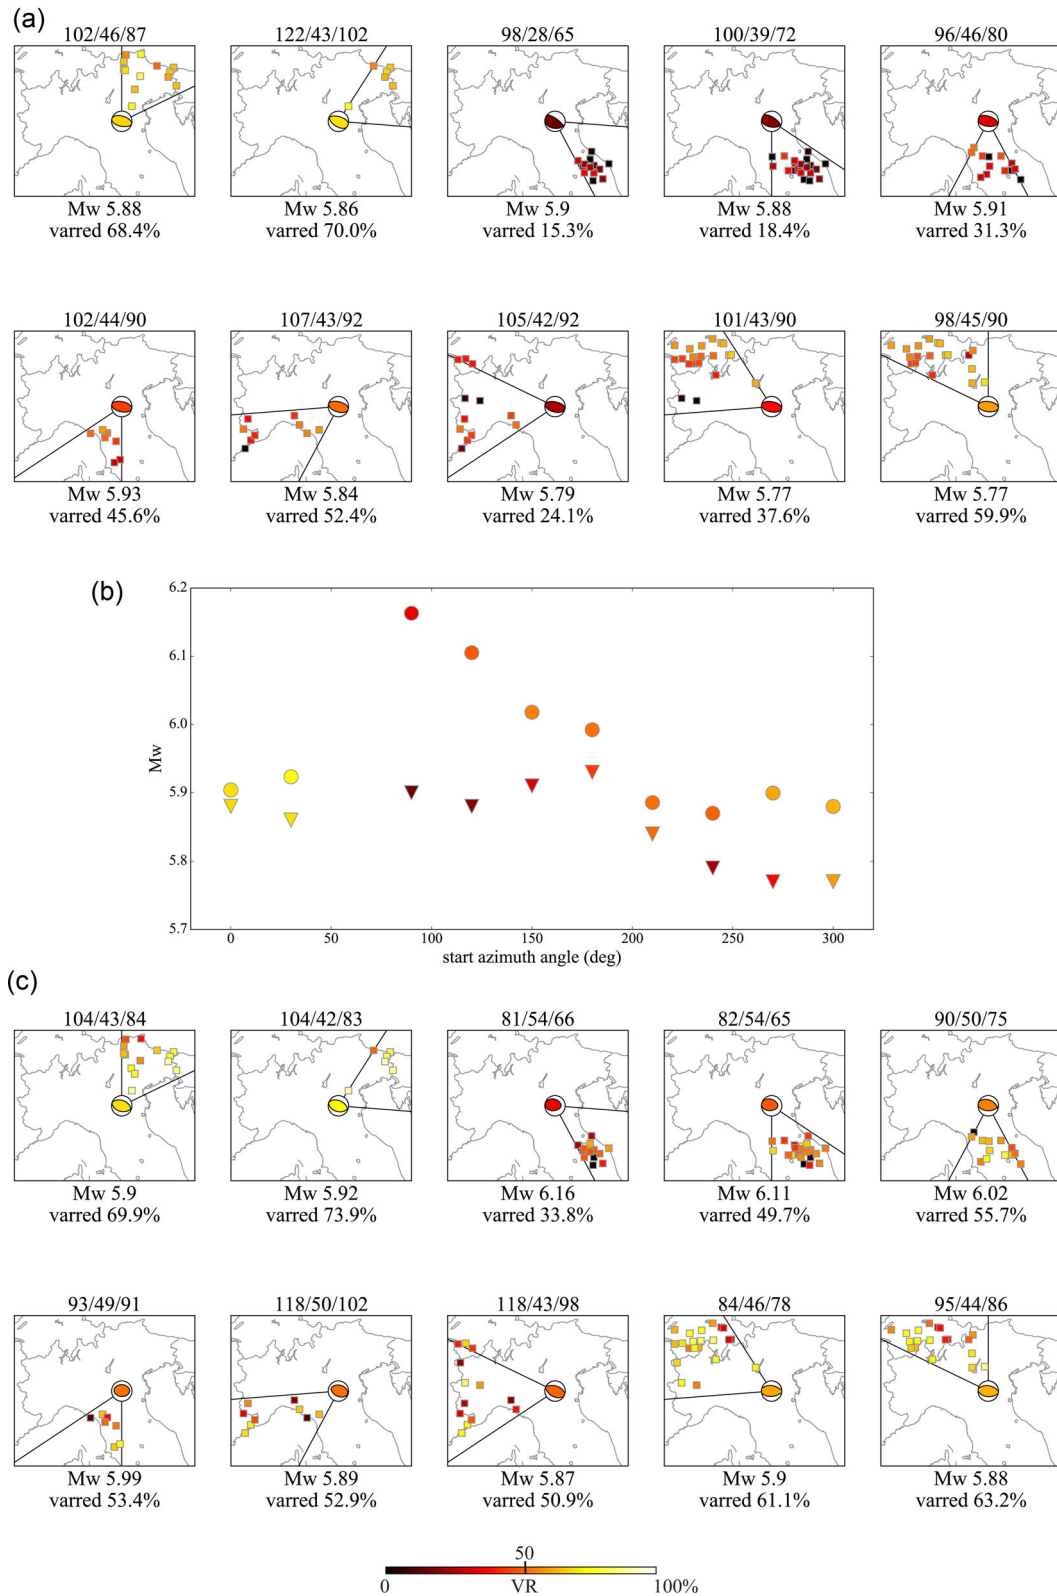 (a)
102/46/87 122/43/102 98/28/65 100/39/72 96/46/80
Mw 5.88 Mw 5.86 Mw 5.9 Mw 5.88 Mw 5.91
varred 68.4% varred 70.0% varred 15.3% varred 18.4% varred 31.3%
102/44/90 107/43/92 105/42/92 101/43/90 98/45/90
Mw 5.93 Mw 5.84 Mw 5.79 Mw 5.77 Mw 5.77
varred 45.6% varred 52.4% varred 24.1% varred 37.6% varred 59.9%
(b)
6.2
6.1
6.0
Mw
5.9
5.8
5.7
0 50 100 150 200 250 300
start azimuth angle (deg)
(c)
104/43/84 104/42/83 81/54/66 82/54/65 90/50/75
Mw 5.9 Mw 5.92 Mw 6.16 Mw 6.11 Mw 6.02
varred 69.9% varred 73.9% varred 33.8% varred 49.7% varred 55.7%
93/49/91 118/50/102 118/43/98 84/46/78 95/44/86
Mw 5.99 Mw 5.89 Mw 5.87 Mw 5.9 Mw 5.88
varred 53.4% varred 52.9% varred 50.9% varred 61.1% varred 63.2%
50
0 VR 100%